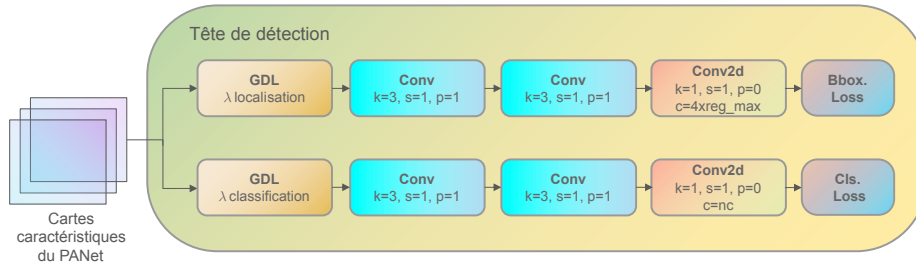 Tête de détection
GDL
λ localisation
Conv
k=3, s=1, p=1
Conv
k=3, s=1, p=1
Conv2d
k=1, s=1, p=0
c=4xreg_max
Bbox.
Loss
GDL
λ classification
Conv
k=3, s=1, p=1
Conv
k=3, s=1, p=1
Conv2D
k=1, s=1, p=0
c=nc
Cls.
Loss
Cartes
caractéristiques
du PANet